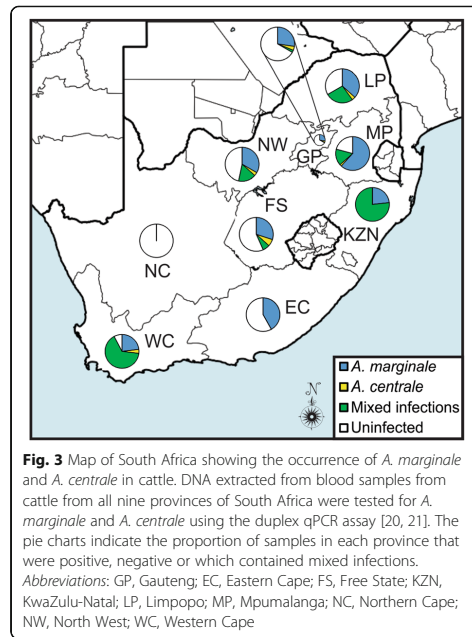 LP
MP
NW
GP
FS
KZN
NC
EC
WC
N
A. marginale
A. centrale
Mixed infections
Uninfected
Fig. 3 Map of South Africa showing the occurrence of A. marginale
and A. centrale in cattle. DNA extracted from blood samples from
cattle from all nine provinces of South Africa were tested for A.
marginale and A. centrale using the duplex qPCR assay [20, 21]. The
pie charts indicate the proportion of samples in each province that
were positive, negative or which contained mixed infections.
Abbreviations: GP, Gauteng; EC, Eastern Cape; FS, Free State; KZN,
KwaZulu-Natal; LP, Limpopo; MP, Mpumalanga; NC, Northern Cape;
NW, North West; WC, Western Cape